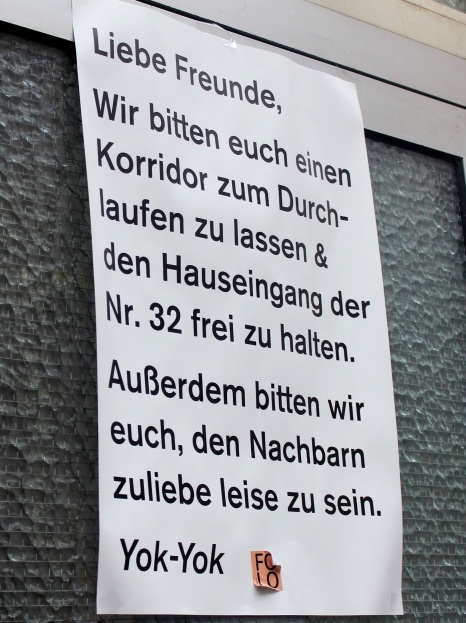 Liebe Freunde,
Wir bitten euch einen
Korridor zum Durch-
laufen zu lassen &
den Hauseingang der
Nr. 32 frei zu halten.
Außerdem bitten wir
euch, den Nachbarn
zuliebe leise zu sein.
Yok-Yok